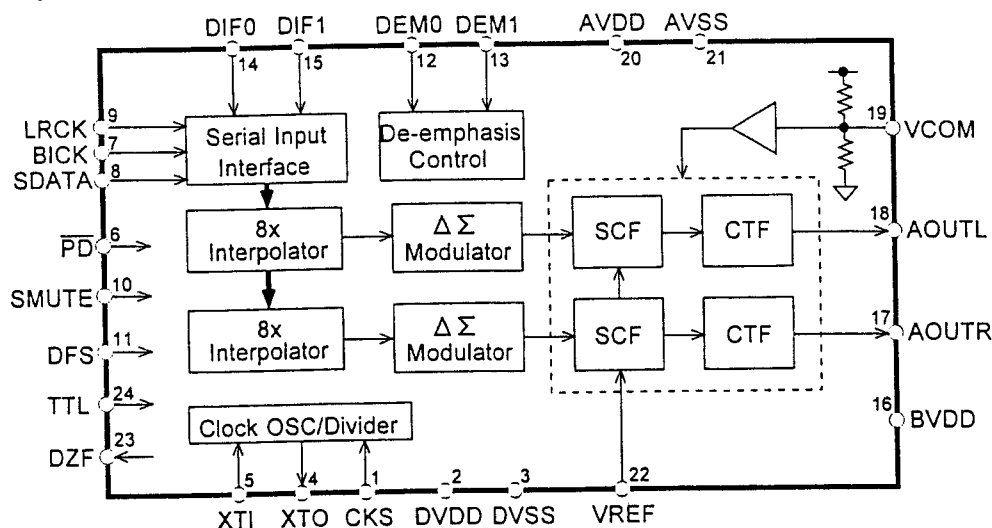 DIF0 DIF1 DEM0 DEM1 AVDD AVSS
14 15 12 13 20 21
9 LRCK
7 BICK
8 SDATA
Serial Input
Interface
De-emphasis
Control
19 VCOM
6 PD
8x
Interpolator
Δ Σ
Modulator
SCF
CTF
18 AOUTL
10 SMUTE
11 DFS
8x
Interpolator
Δ Σ
Modulator
SCF
CTF
17 AOUTR
24 TTL
23 DZF
Clock OSC/Divider
16 BVDD
5 4 1 2 3 22
XTI XTO CKS DVDD DVSS VREF